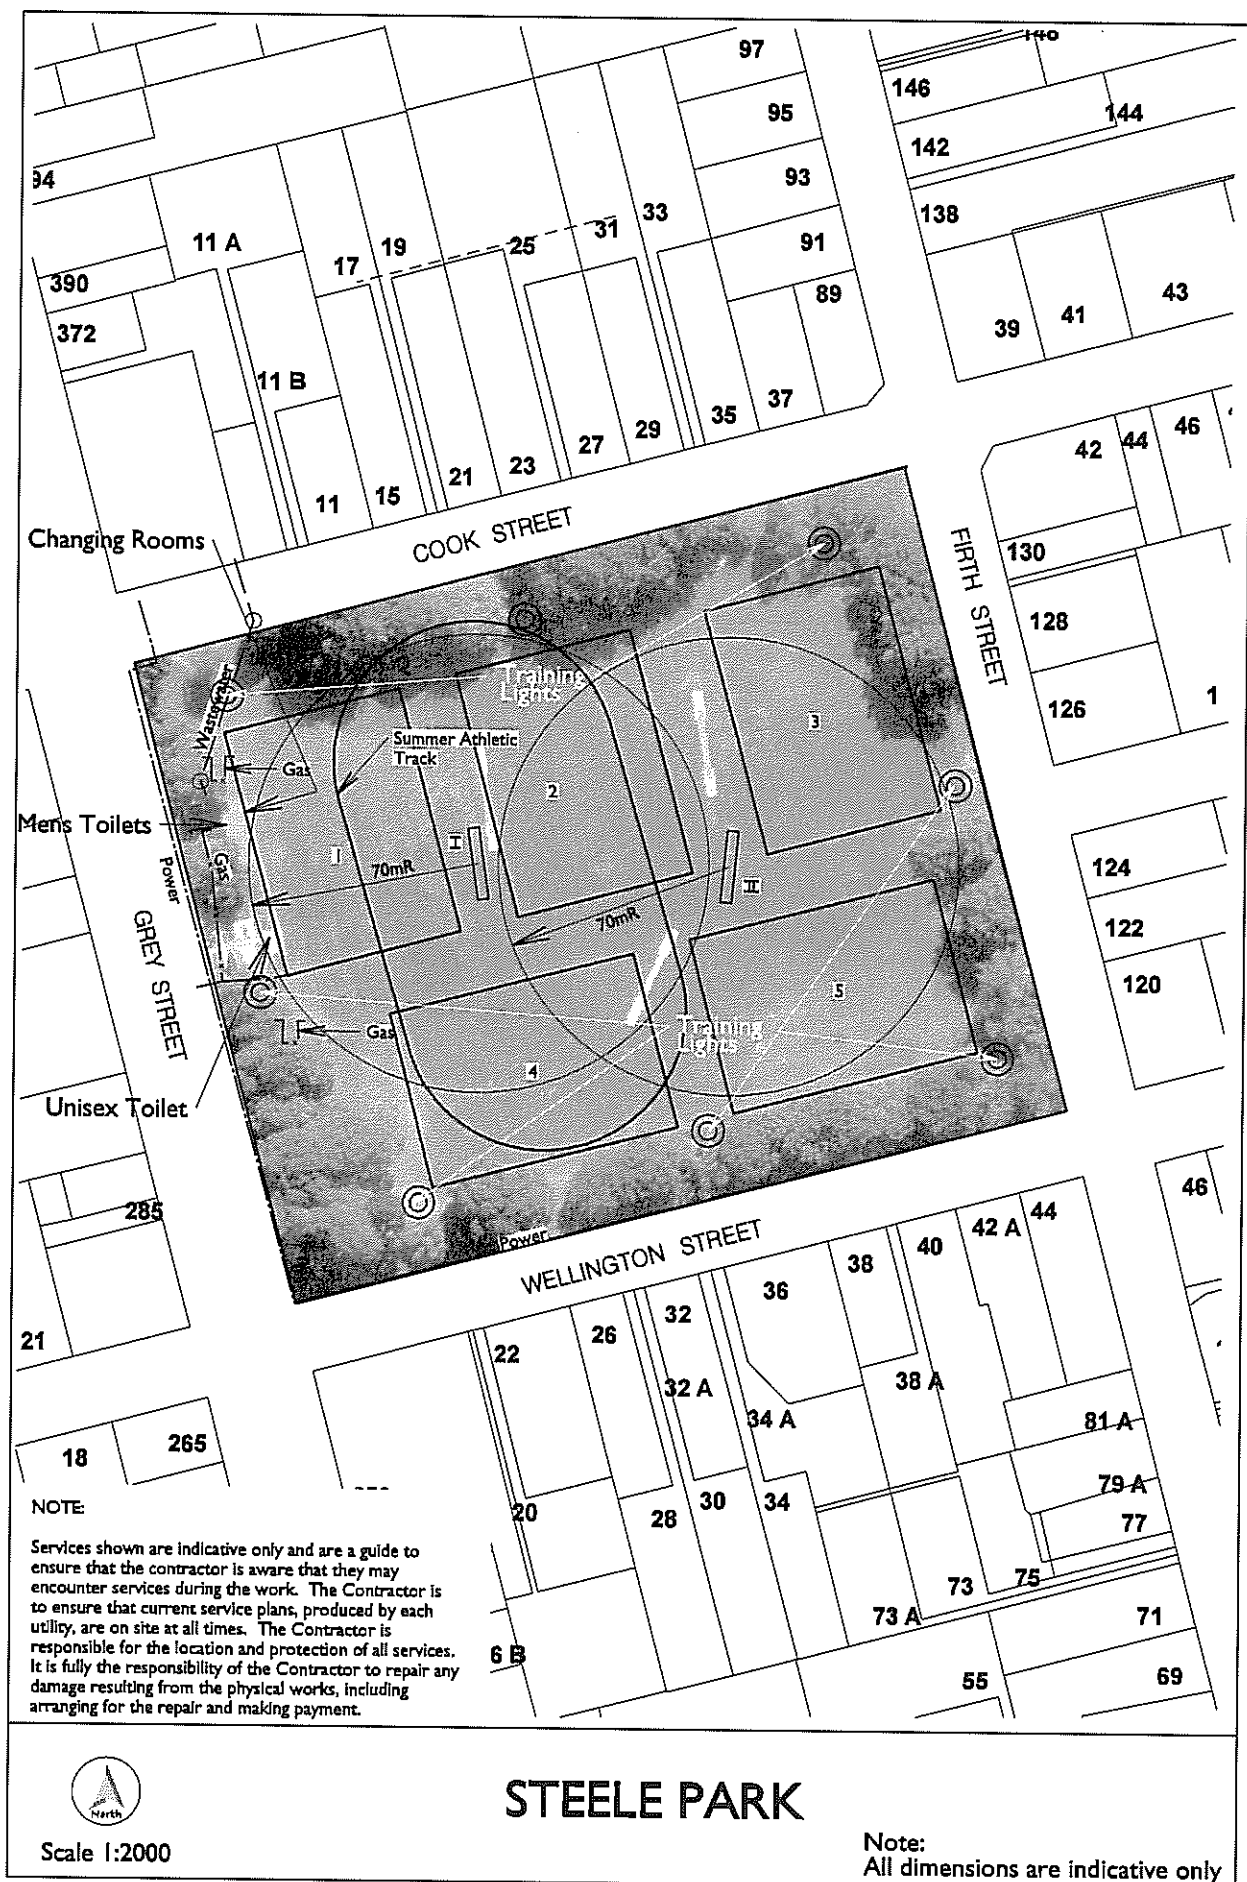 97
146
95
144
142
94
93
33
138
11 A
31
19
25
91
17
390
89
43
372
41
39
11 B
37
35
46
29
42
44
27
23
21
15
11
Changing Rooms
COOK STREET
130
FIRTH STREET
128
Wastewater
Training
Lights
126
1
3
Summer Athletic
Track
Gas
2
Mens Toilets
I
1
Power
Gas
70mR
124
II
70mR
122
GREY STREET
120
5
Gas
Training
Lights
4
Unisex Toilet
46
285
44
42 A
Power
WELLINGTON STREET
40
38
36
32
26
21
22
32 A
38 A
34 A
81 A
265
18
79 A
NOTE:
30
34
20
28
77
Services shown are indicative only and are a guide to
ensure that the contractor is aware that they may
encounter services during the work. The Contractor is
to ensure that current service plans, produced by each
utility, are on site at all times. The Contractor is
responsible for the location and protection of all services.
It is fully the responsibility of the Contractor to repair any
damage resulting from the physical works, including
arranging for the repair and making payment.
75
73
73 A
71
6 B
55
69
North
Scale 1:2000
STEELE PARK
Note:
All dimensions are indicative only